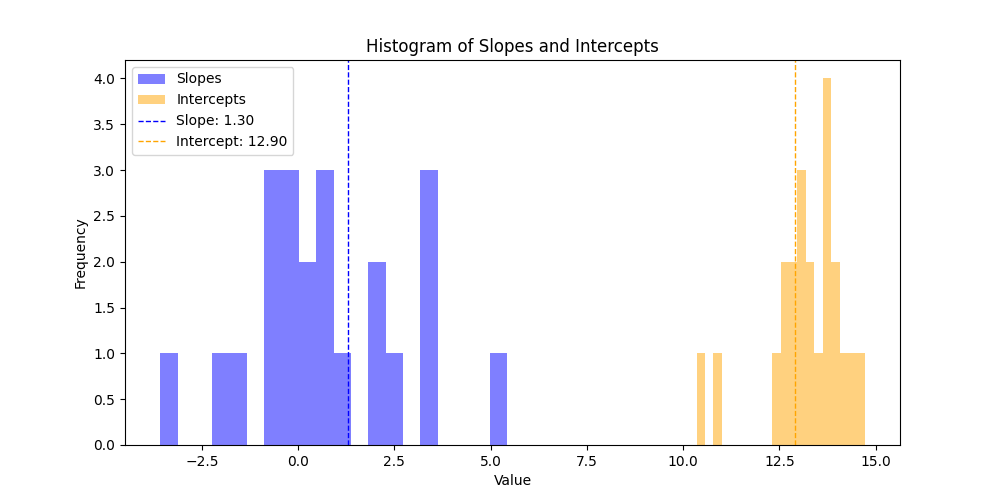 Histogram of Slopes and Intercepts
Slopes
Intercepts
Slope: 1.30
Intercept: 12.90
Frequency
4.0
3.5
3.0
2.5
2.0
1.5
1.0
0.5
0.0
−2.5 0.0 2.5 5.0 7.5 10.0 12.5 15.0
Value